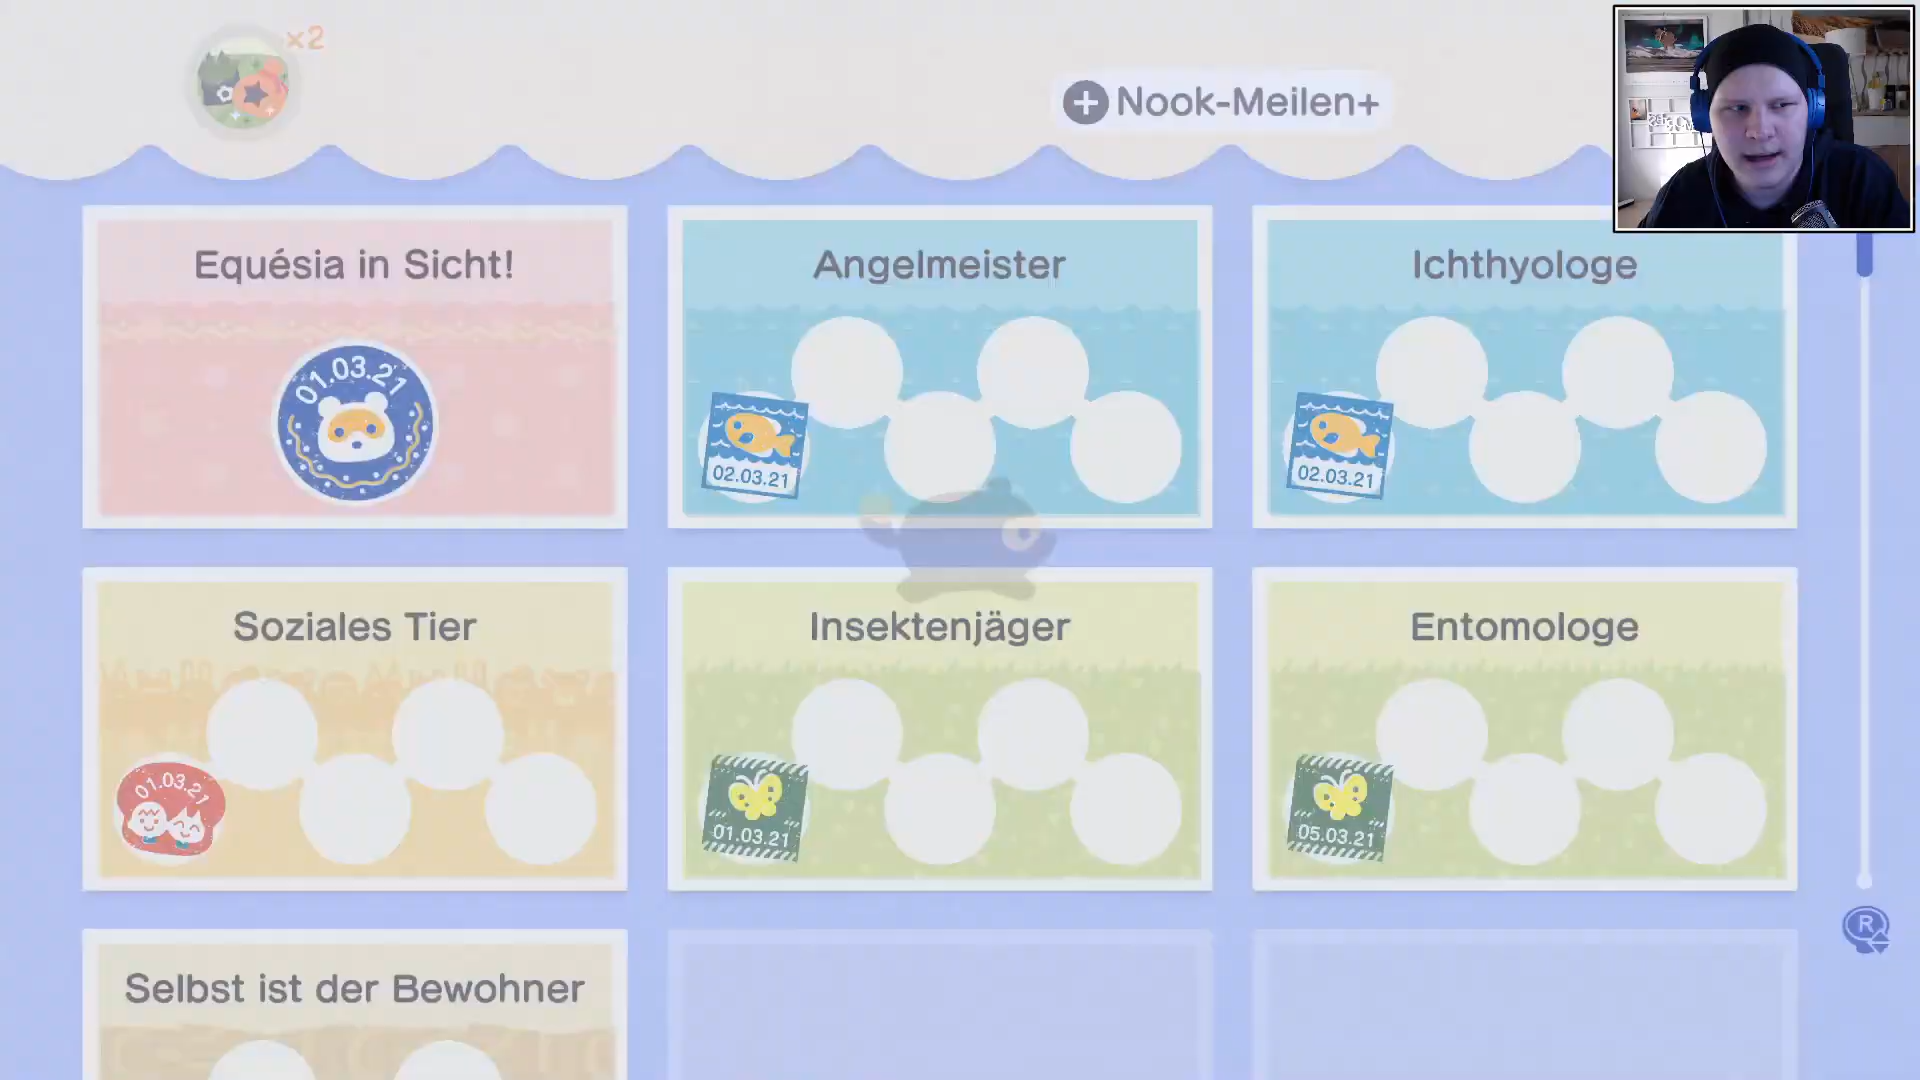 ×2
Nook-Meilen+
Equésia in Sicht!
01.03.21
Angelmeister
02.03.21
Ichthyologe
02.03.21
Soziales Tier
01.03.21
Insektenjäger
01.03.21
Entomologe
05.03.21
R
Selbst ist der Bewohner